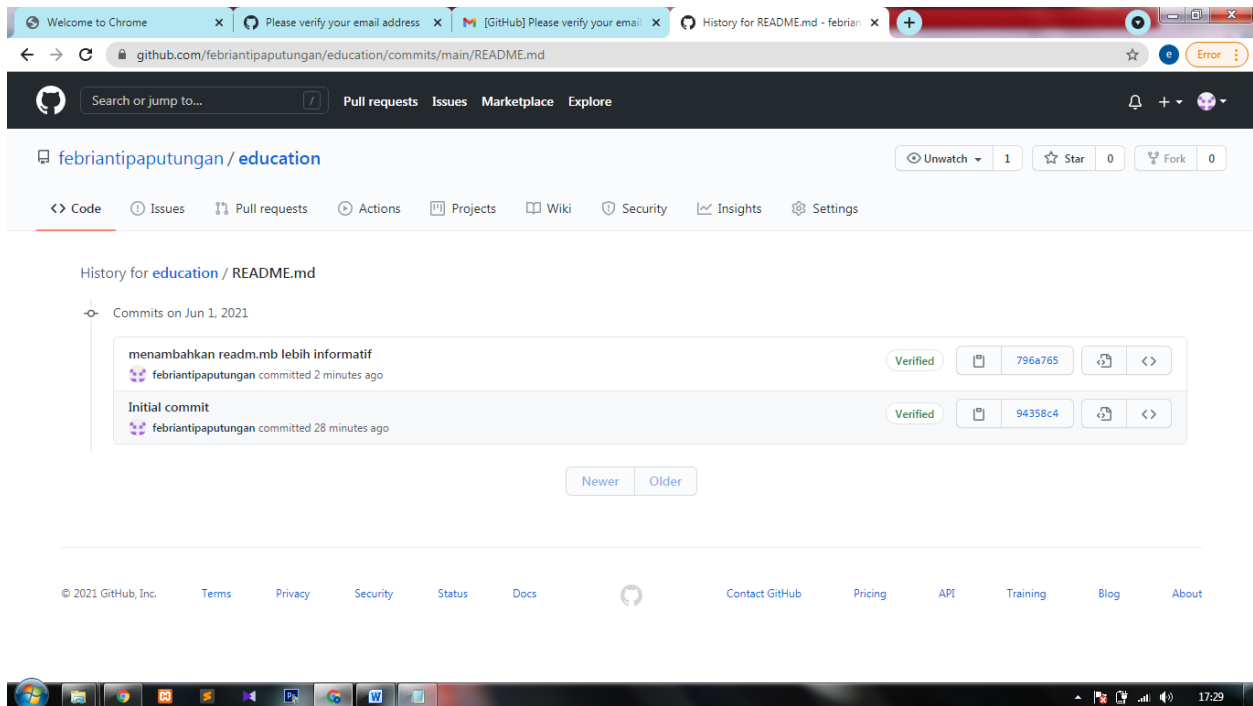 Welcome to Chrome
Please verify your email address
[GitHub] Please verify your email
History for README.md - febrian
github.com/febriantipaputungan/education/commits/main/README.md
e
Error
Search or jump to...
/
Pull requests Issues Marketplace Explore
febriantipaputungan / education
Unwatch 1
Star 0
Fork 0
<> Code Issues Pull requests Actions Projects Wiki Security Insights Settings
History for education / README.md
Commits on Jun 1, 2021
menambahkan readm.mb lebih informatif
febriantipaputungan committed 2 minutes ago
Verified
796a765
Initial commit
febriantipaputungan committed 28 minutes ago
Verified
94358c4
Newer Older
© 2021 GitHub, Inc. Terms Privacy Security Status Docs Contact GitHub Pricing API Training Blog About
17:29